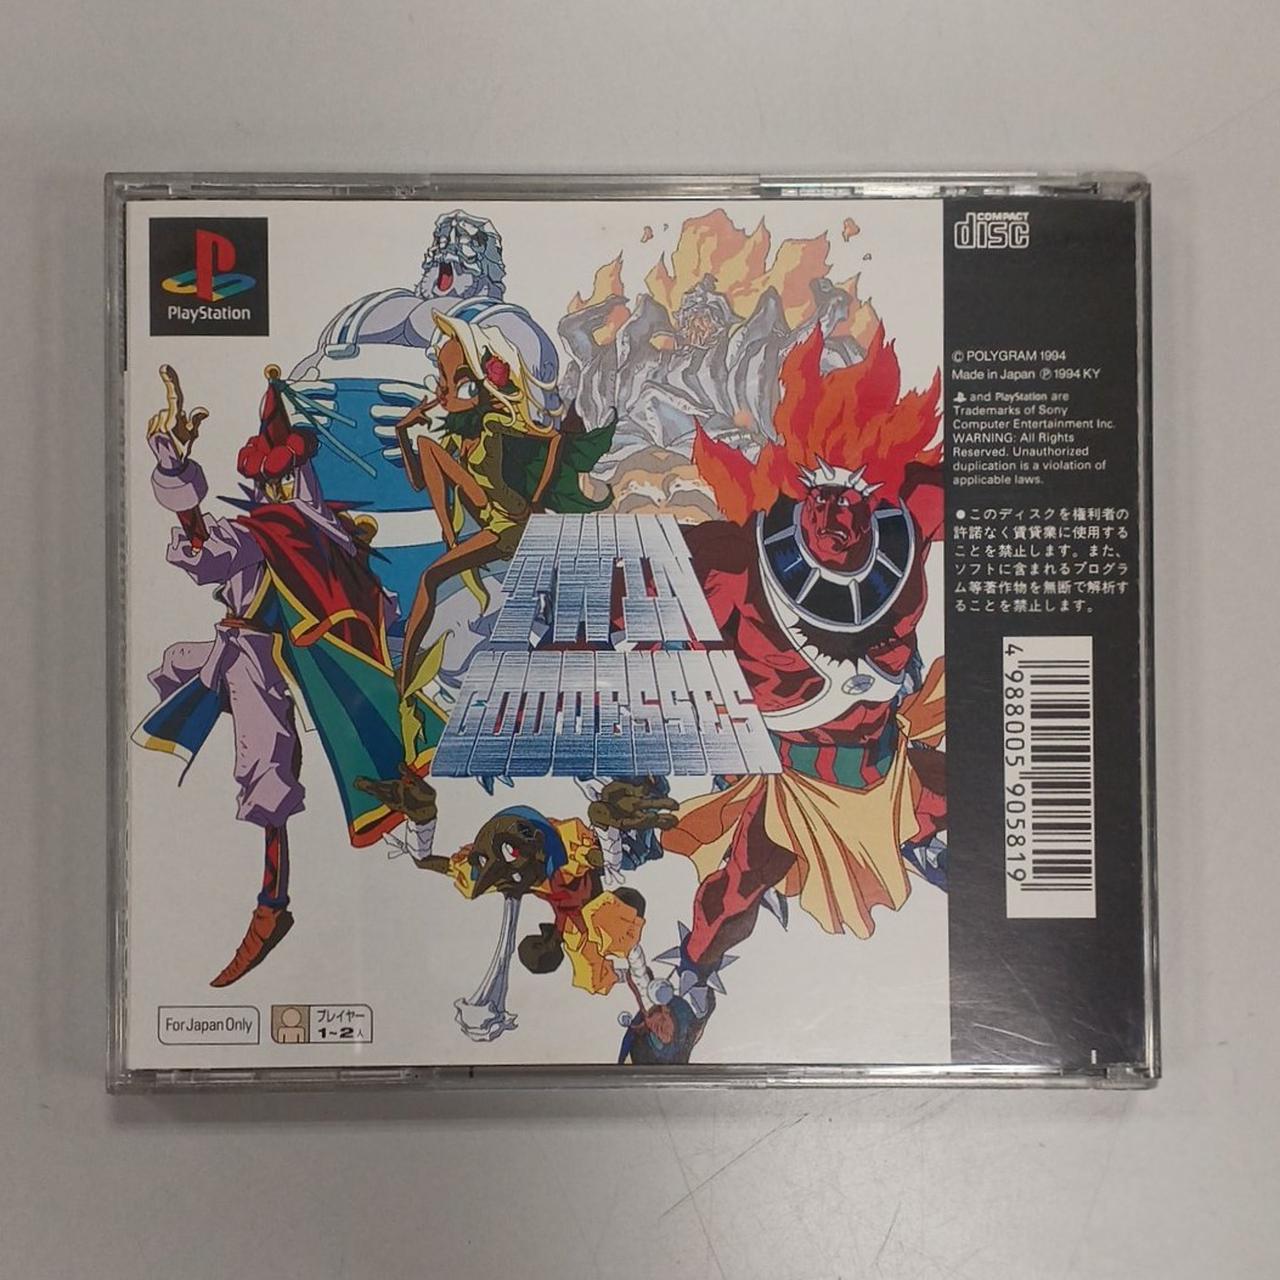 PlayStation
TWIN
GODDESSES
For Japan Only
プレイヤー
1~2人
COMPACT
disc
© POLYGRAM 1994
Made in Japan ℗ 1994 KY
and PlayStation are
Trademarks of Sony
Computer Entertainment Inc.
WARNING: All Rights
Reserved. Unauthorized
duplication is a violation of
applicable laws.
●このディスクを権利者の
許諾なく賃貸業に使用する
ことを禁止します。また、
ソフトに含まれるプログラ
ム等著作物を無断で解析す
ることを禁止します。
4 988005 905819